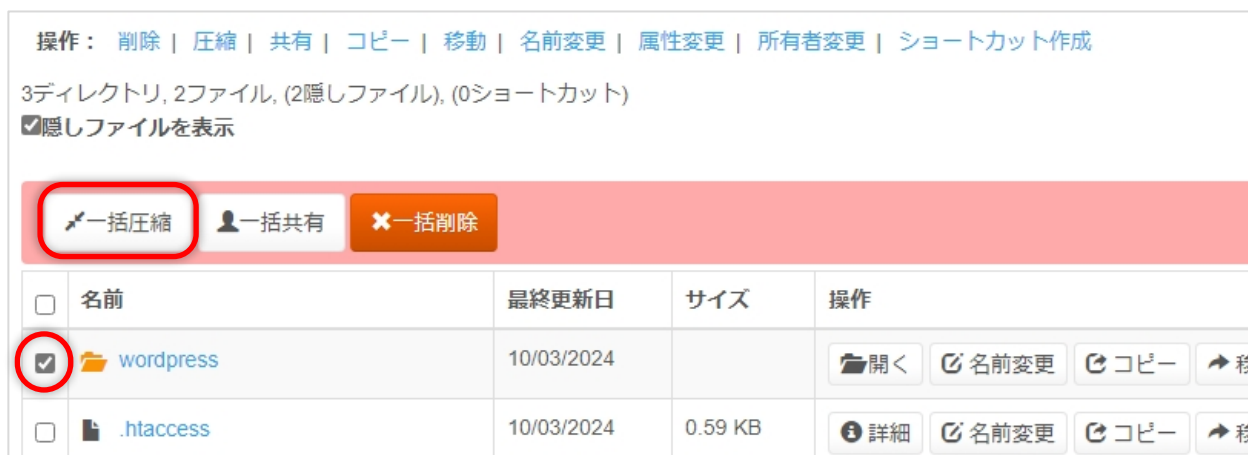 操作： 削除 | 圧縮 | 共有 | コピー | 移動 | 名前変更 | 属性変更 | 所有者変更 | ショートカット作成
3ディレクトリ, 2ファイル, (2隠しファイル), (0ショートカット)
隠しファイルを表示
一括圧縮 一括共有 一括削除
名前 最終更新日 サイズ 操作
wordpress 10/03/2024 開く 名前変更 コピー
.htaccess 10/03/2024 0.59 KB 詳細 名前変更 コピー